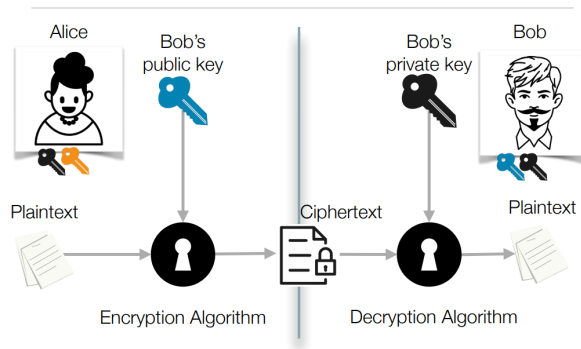 Alice
Bob's
public key
Bob's
private key
Bob
Plaintext
Ciphertext
Plaintext
Encryption Algorithm
Decryption Algorithm